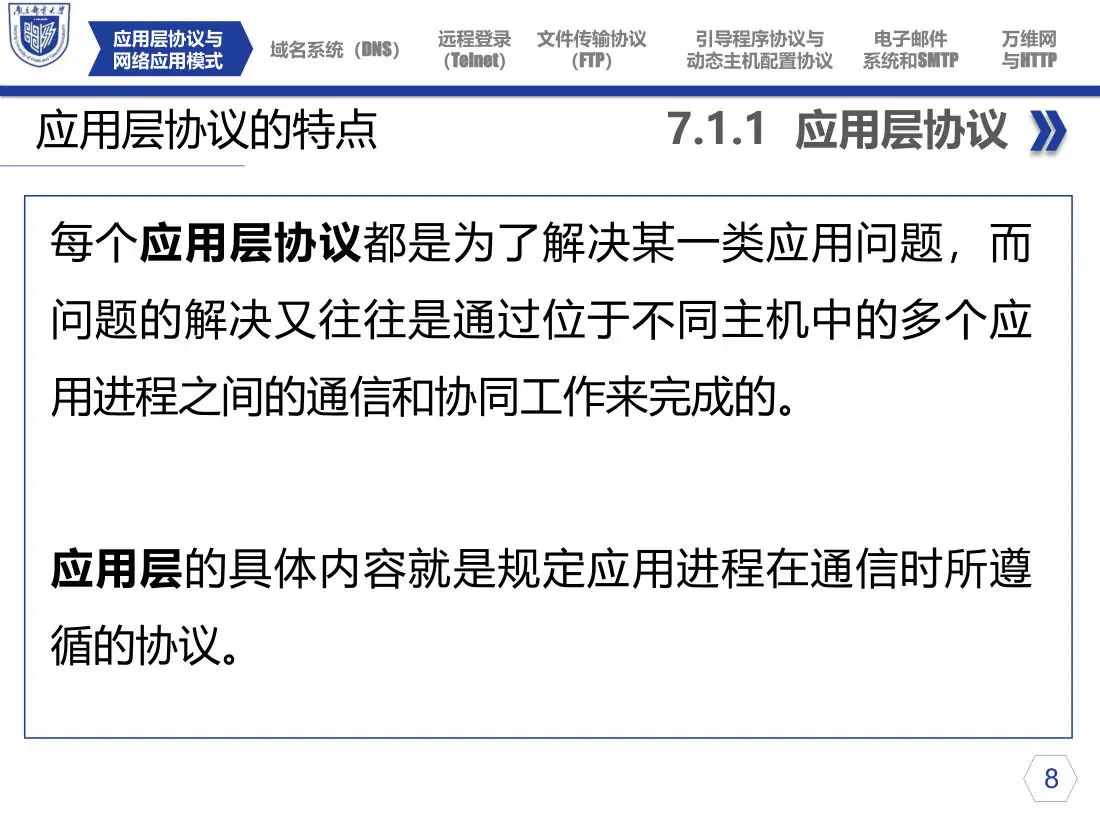 南京邮电大学
应用层协议与
网络应用模式
域名系统（DNS）
远程登录
（Telnet）
文件传输协议
（FTP）
引导程序协议与
动态主机配置协议
电子邮件
系统和SMTP
万维网
与HTTP
应用层协议的特点
7.1.1 应用层协议
每个应用层协议都是为了解决某一类应用问题，而
问题的解决又往往是通过位于不同主机中的多个应
用进程之间的通信和协同工作来完成的。
应用层的具体内容就是规定应用进程在通信时所遵
循的协议。
8